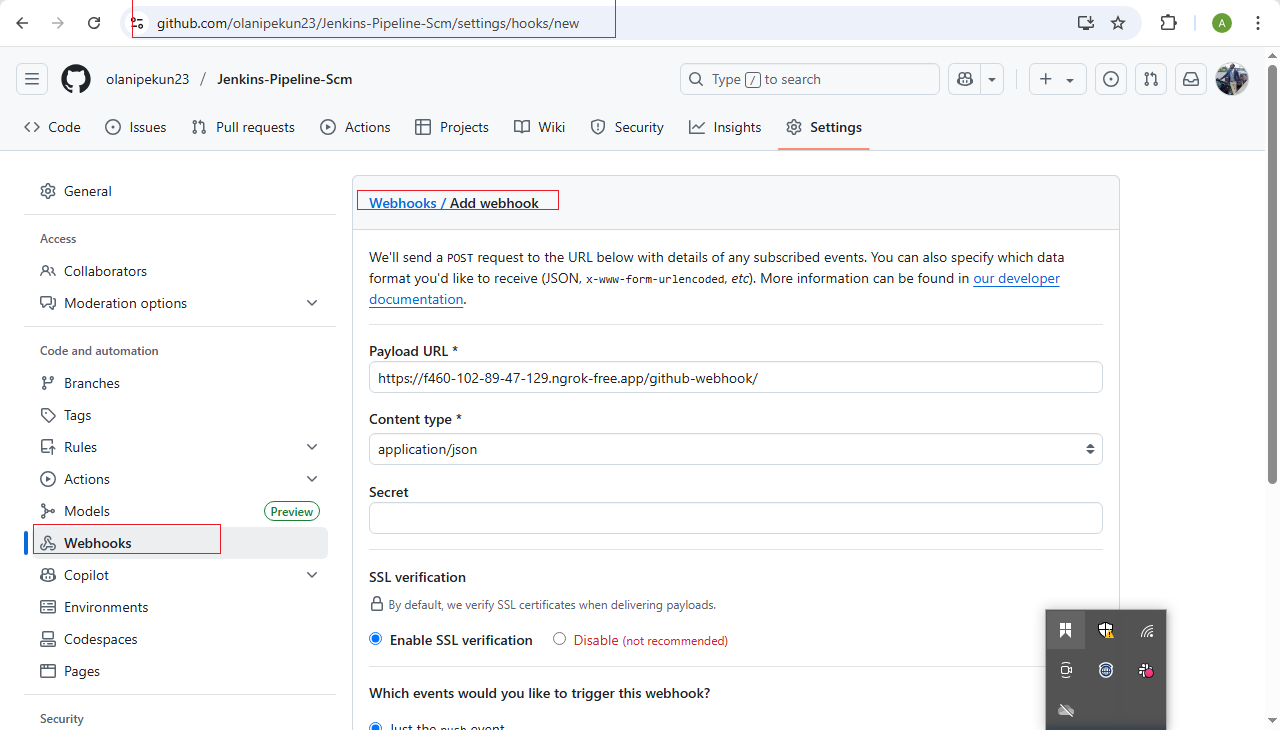 github.com/olanipekun23/Jenkins-Pipeline-Scm/settings/hooks/new
A
olanipekun23 / Jenkins-Pipeline-Scm
Type / to search
Code
Issues
Pull requests
Actions
Projects
Wiki
Security
Insights
Settings
General
Access
Collaborators
Moderation options
Code and automation
Branches
Tags
Rules
Actions
Models Preview
Webhooks
Copilot
Environments
Codespaces
Pages
Security
Webhooks / Add webhook
We'll send a POST request to the URL below with details of any subscribed events. You can also specify which data
format you'd like to receive (JSON, x-www-form-urlencoded, etc). More information can be found in our developer
documentation.
Payload URL *
https://f460-102-89-47-129.ngrok-free.app/github-webhook/
Content type *
application/json
Secret
SSL verification
By default, we verify SSL certificates when delivering payloads.
Enable SSL verification Disable (not recommended)
Which events would you like to trigger this webhook?
Just the push event.